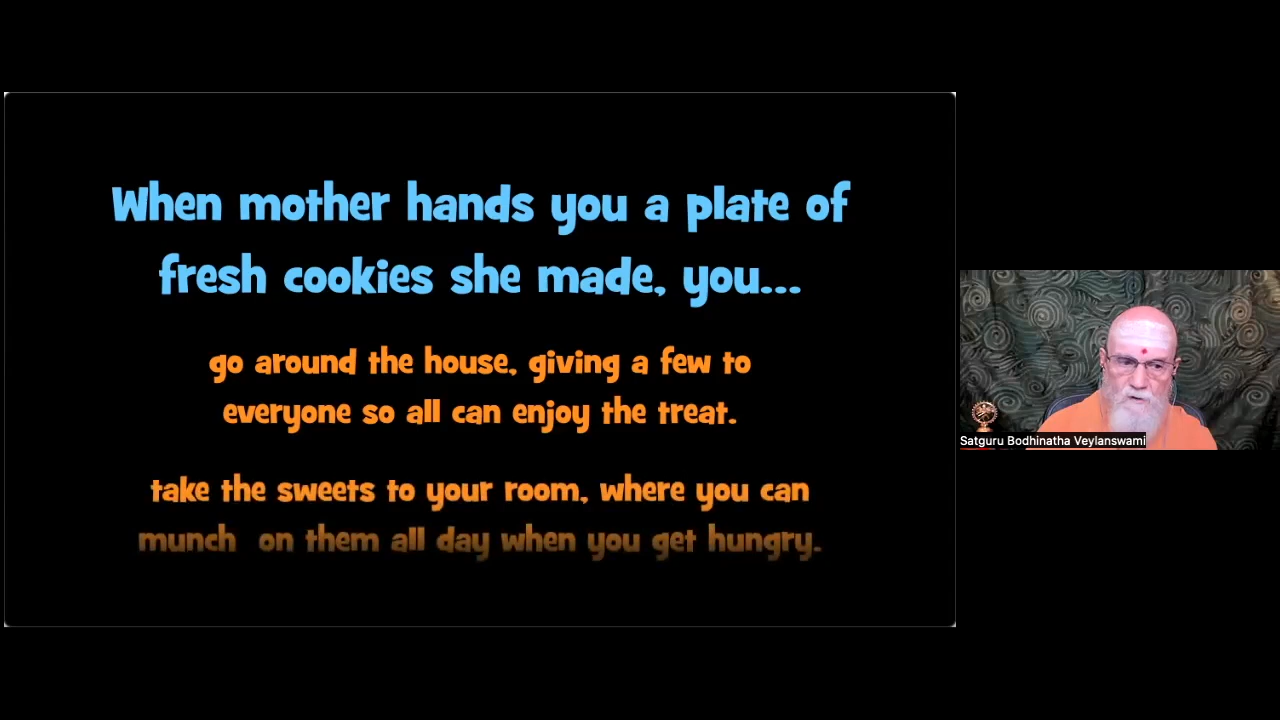 When mother hands you a plate of
fresh cookies she made, you...
go around the house, giving a few to
everyone so all can enjoy the treat.
take the sweets to your room, where you can
munch on them all day when you get hungry.
Satguru Bodhinatha Veylanswami